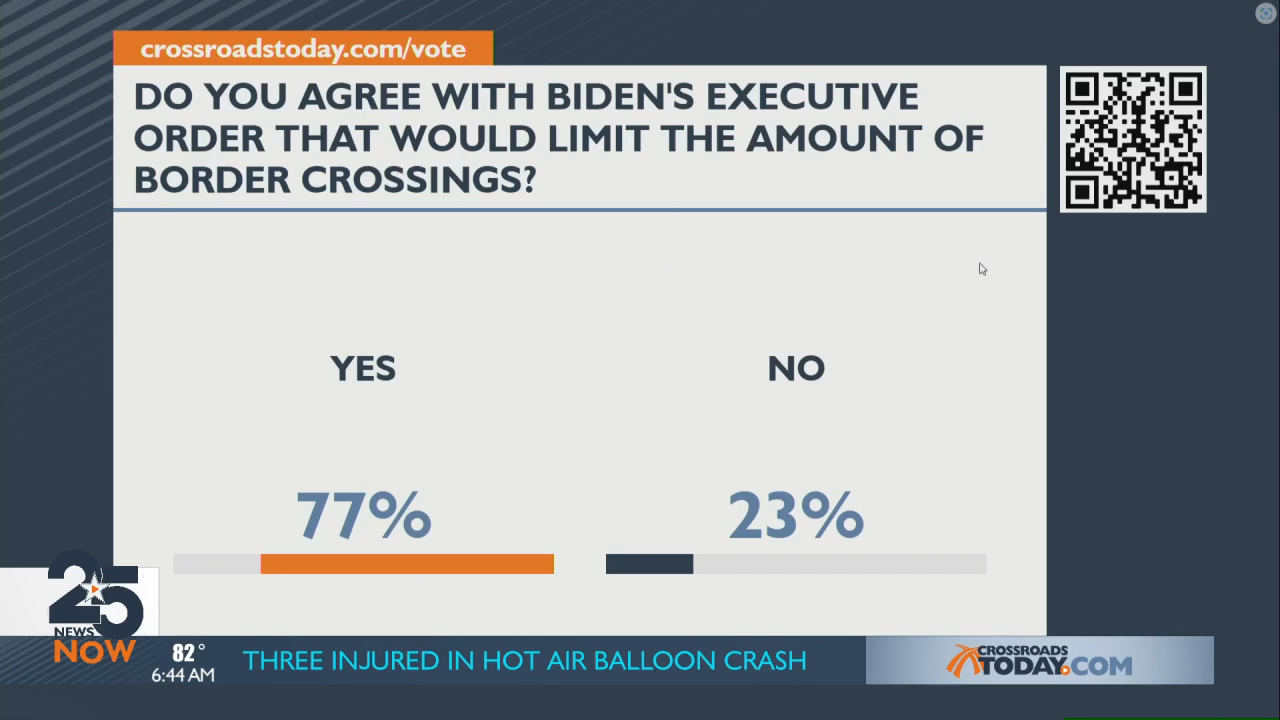 crossroadstoday.com/vote
DO YOU AGREE WITH BIDEN'S EXECUTIVE
ORDER THAT WOULD LIMIT THE AMOUNT OF
BORDER CROSSINGS?
YES
NO
77%
23%
25
NEWS
NOW
82°
6:44 AM
THREE INJURED IN HOT AIR BALLOON CRASH
CROSSROADS
TODAY.COM